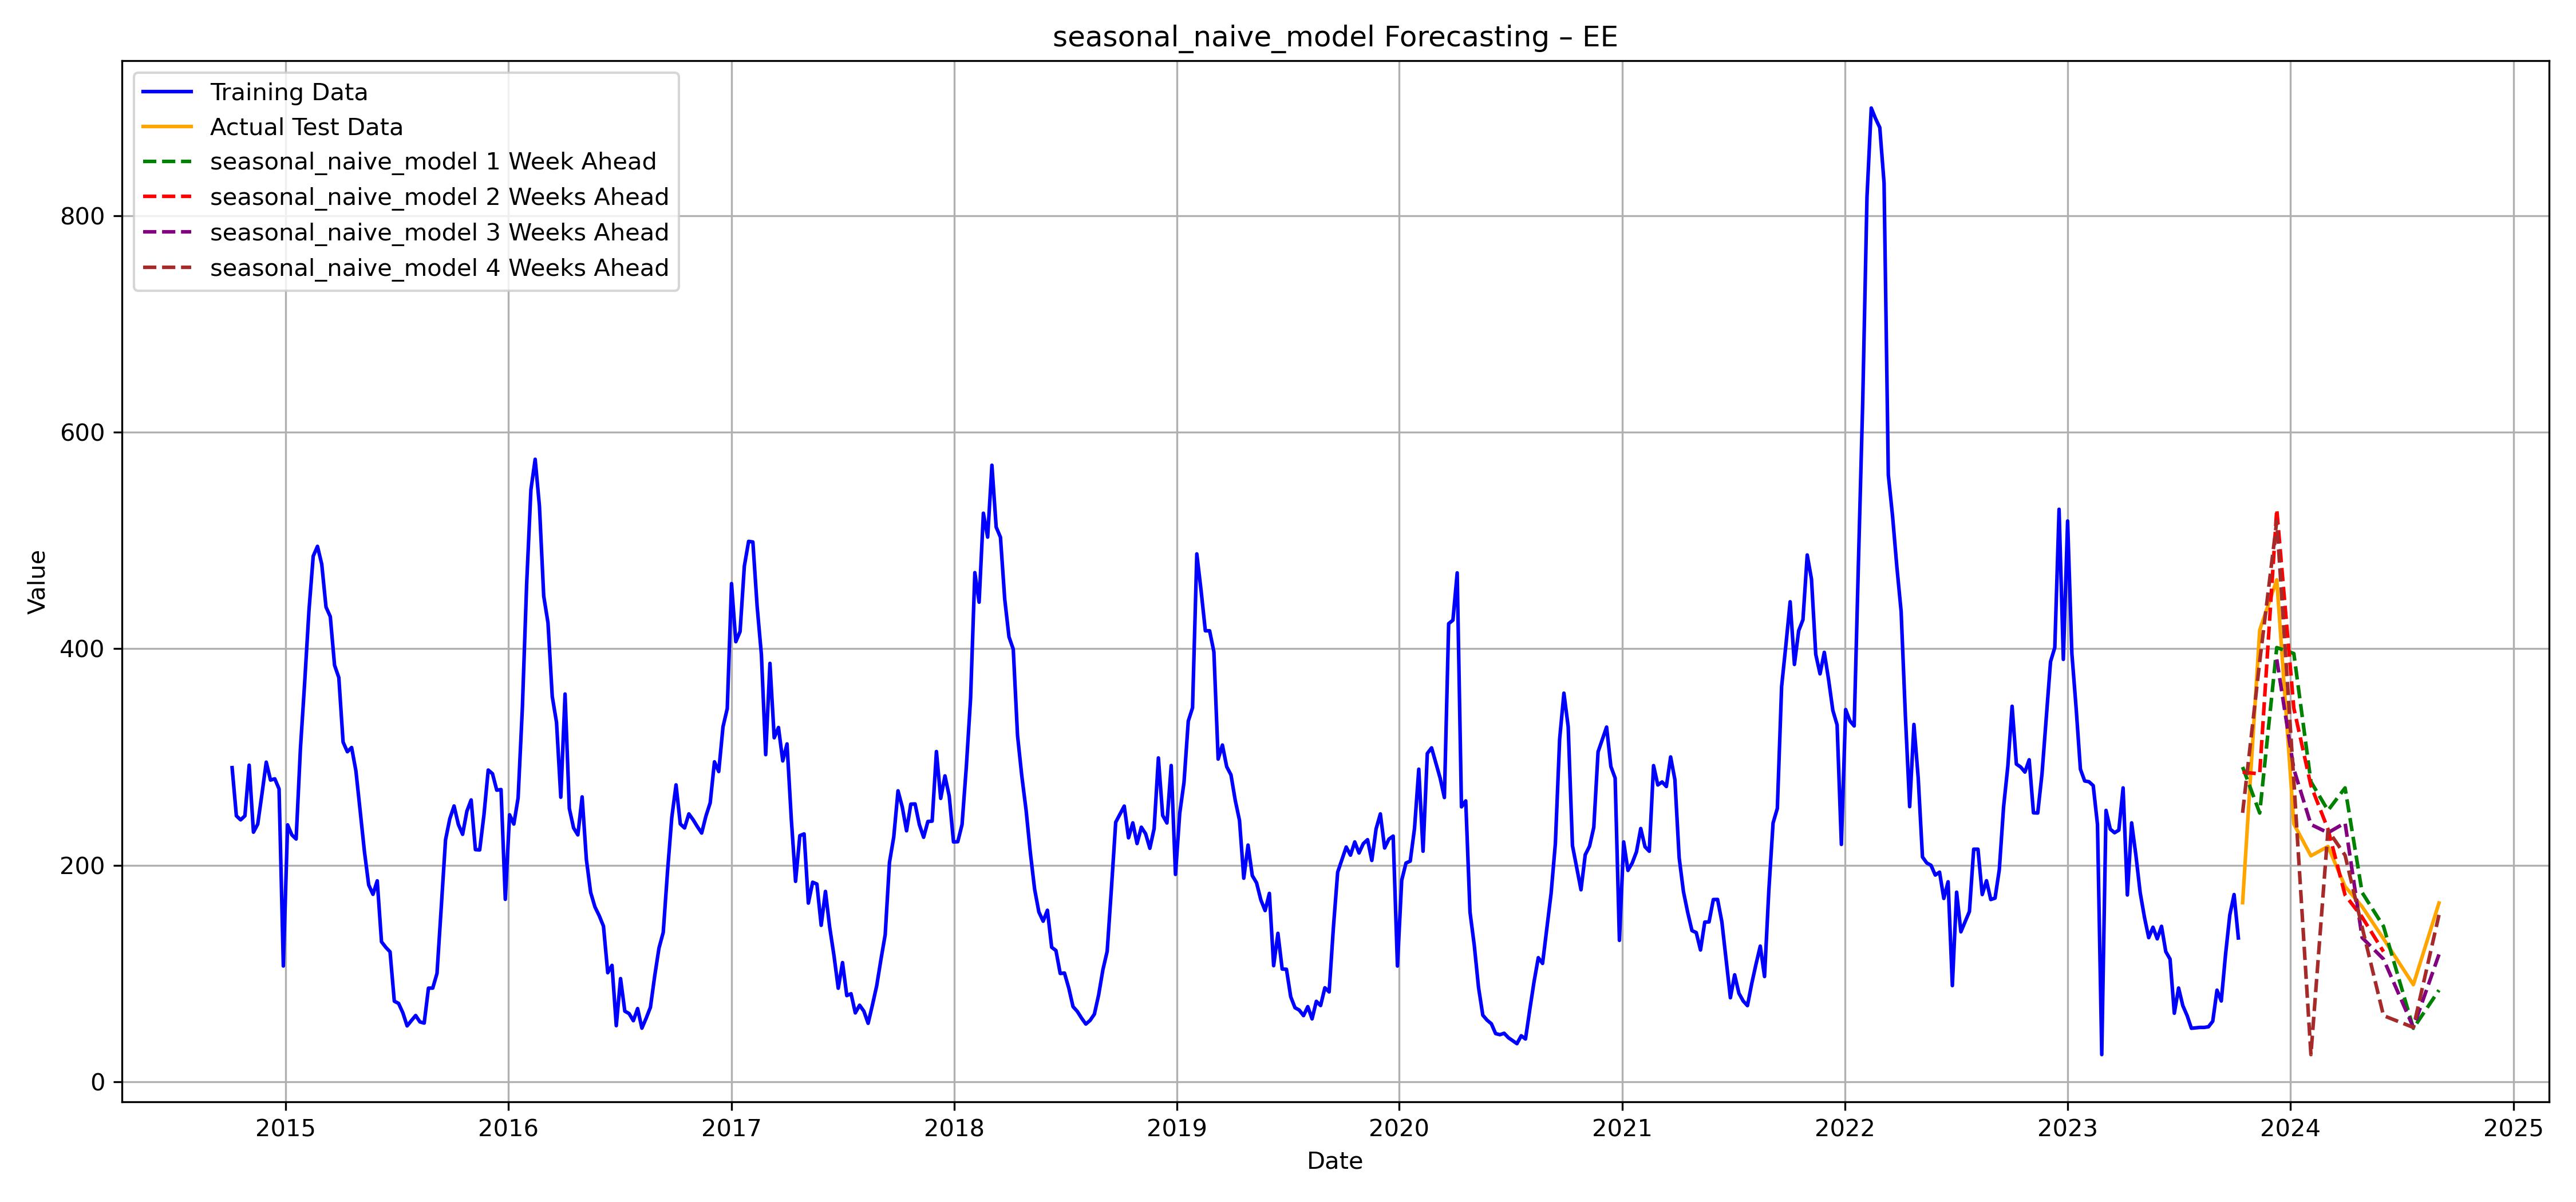 seasonal_naive_model Forecasting – EE
Training Data
Actual Test Data
seasonal_naive_model 1 Week Ahead
seasonal_naive_model 2 Weeks Ahead
seasonal_naive_model 3 Weeks Ahead
seasonal_naive_model 4 Weeks Ahead
Value
800
600
400
200
0
2015 2016 2017 2018 2019 2020 2021 2022 2023 2024 2025
Date